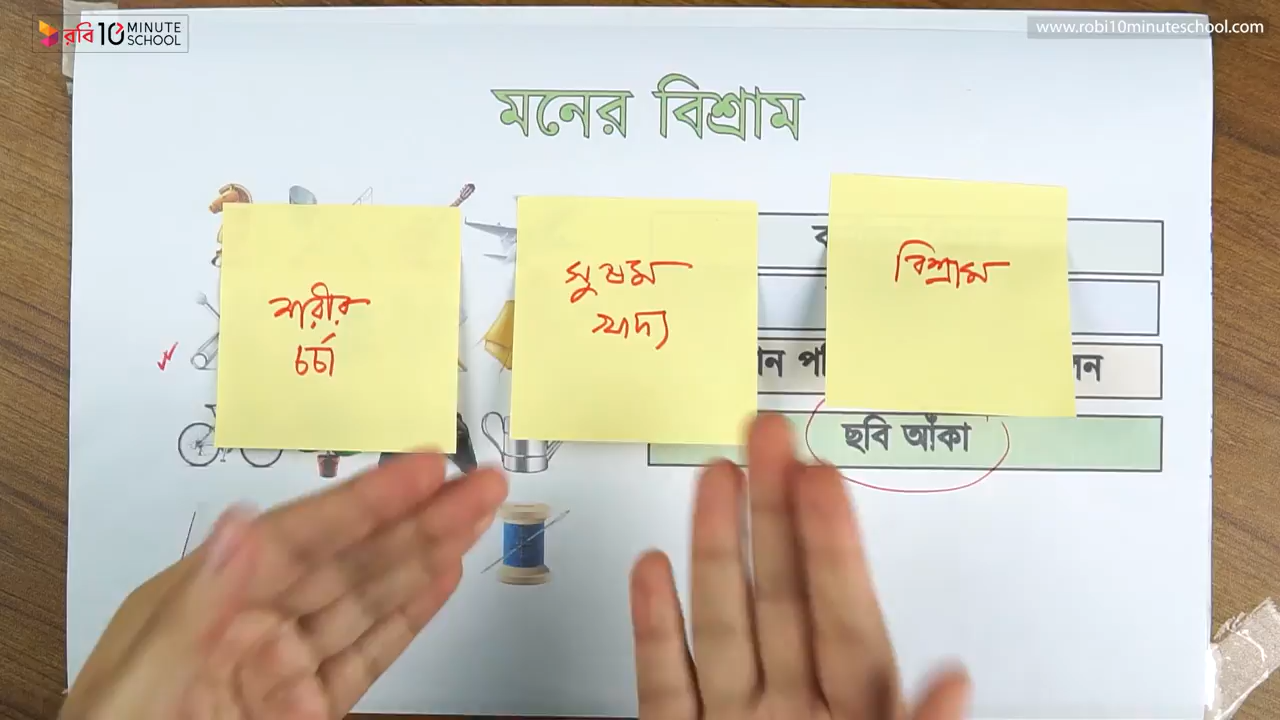 রবি 10 MINUTE SCHOOL
www.robi10minuteschool.com
মনের বিশ্রাম
শারীর
চর্চা
সুষম
খাদ্য
বিশ্রাম
ছবি আঁকা